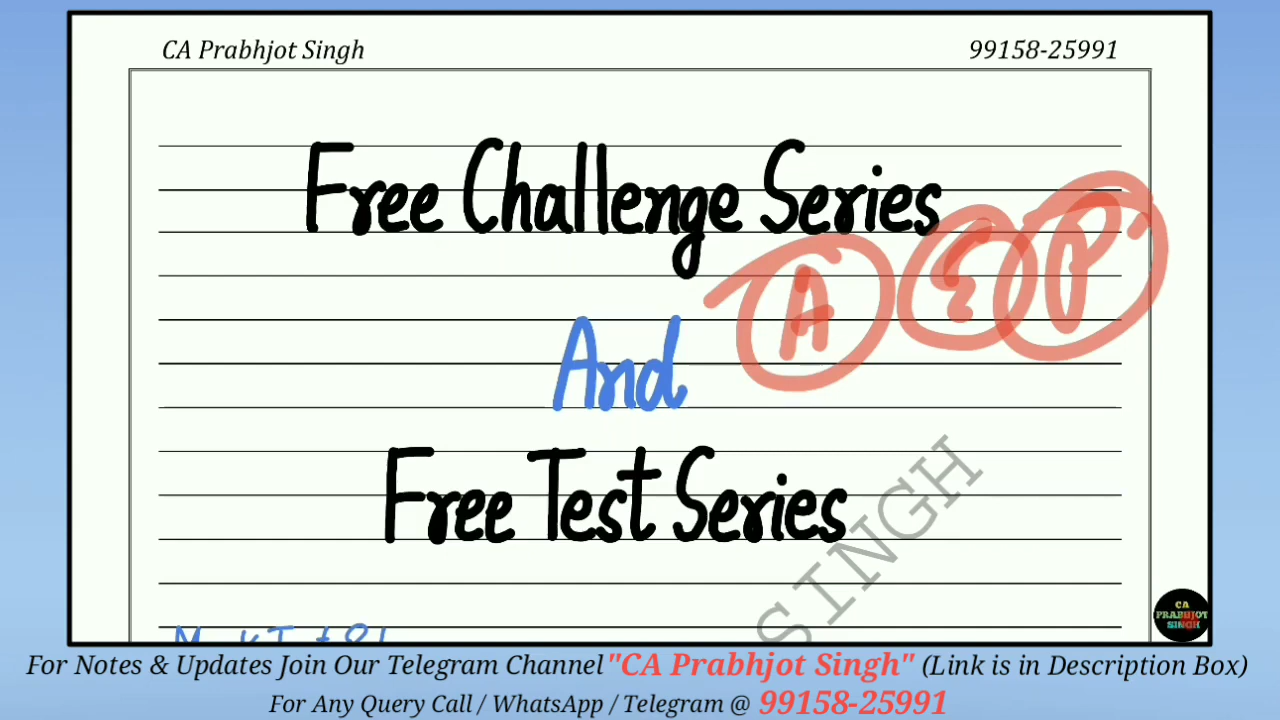 CA Prabhjot Singh
99158-25991
Free Challenge Series
A E P
And
Free Test Series
SINGH
CA
PRABHJOT
SINGH
For Notes & Updates Join Our Telegram Channel "CA Prabhjot Singh" (Link is in Description Box)
For Any Query Call / WhatsApp / Telegram @ 99158-25991